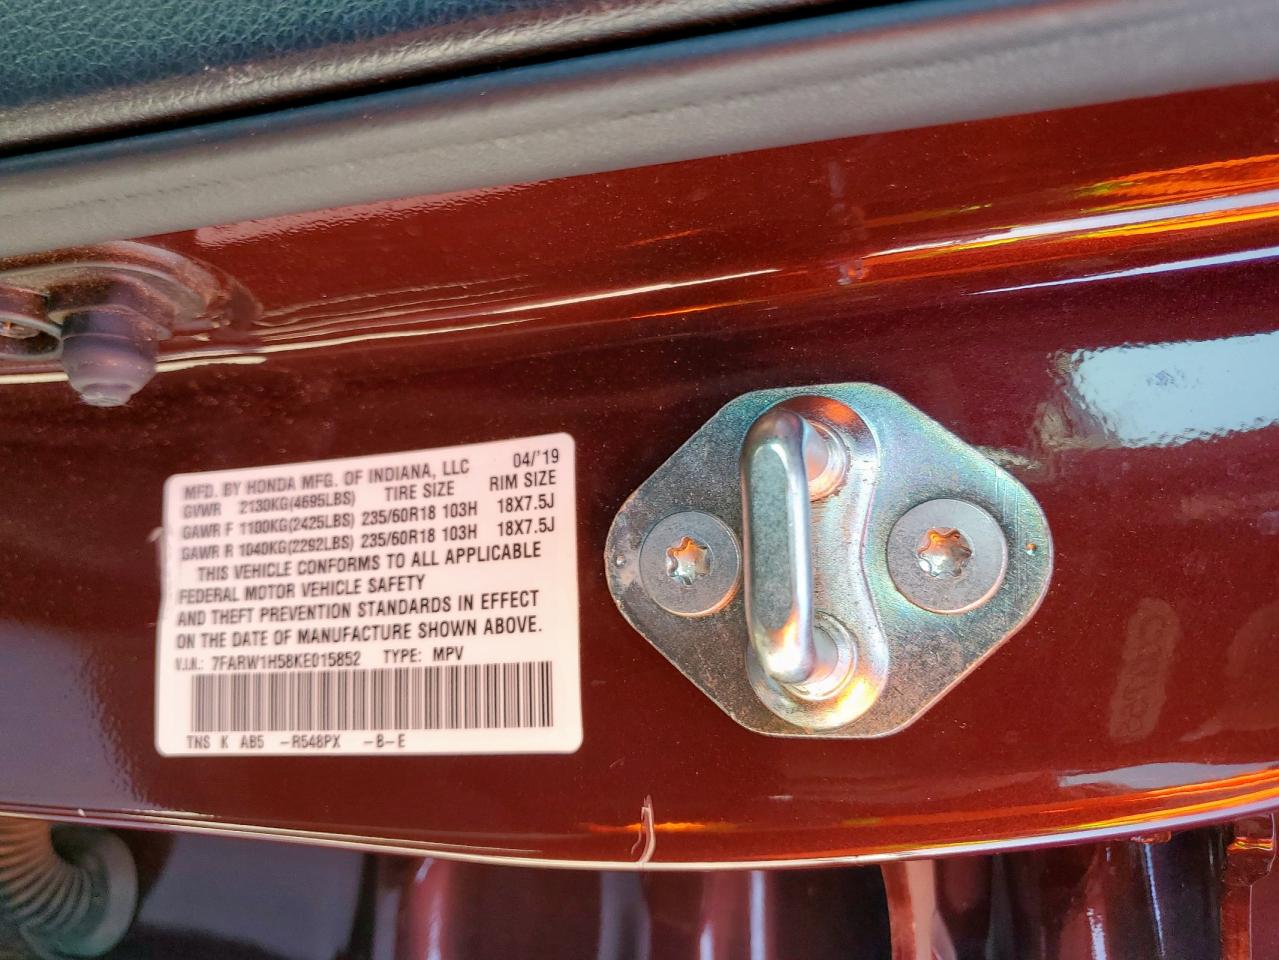 MFD. BY HONDA MFG. OF INDIANA, LLC 04/'19
GVWR 2130KG(4695LBS) TIRE SIZE RIM SIZE
GAWR F 1100KG(2425LBS) 235/60R18 103H 18X7.5J
GAWR R 1040KG(2292LBS) 235/60R18 103H 18X7.5J
THIS VEHICLE CONFORMS TO ALL APPLICABLE
FEDERAL MOTOR VEHICLE SAFETY
AND THEFT PREVENTION STANDARDS IN EFFECT
ON THE DATE OF MANUFACTURE SHOWN ABOVE.
V.I.N.: 7FARW1H58KE015852 TYPE: MPV
TNS K AB5 -R548PX -B-E